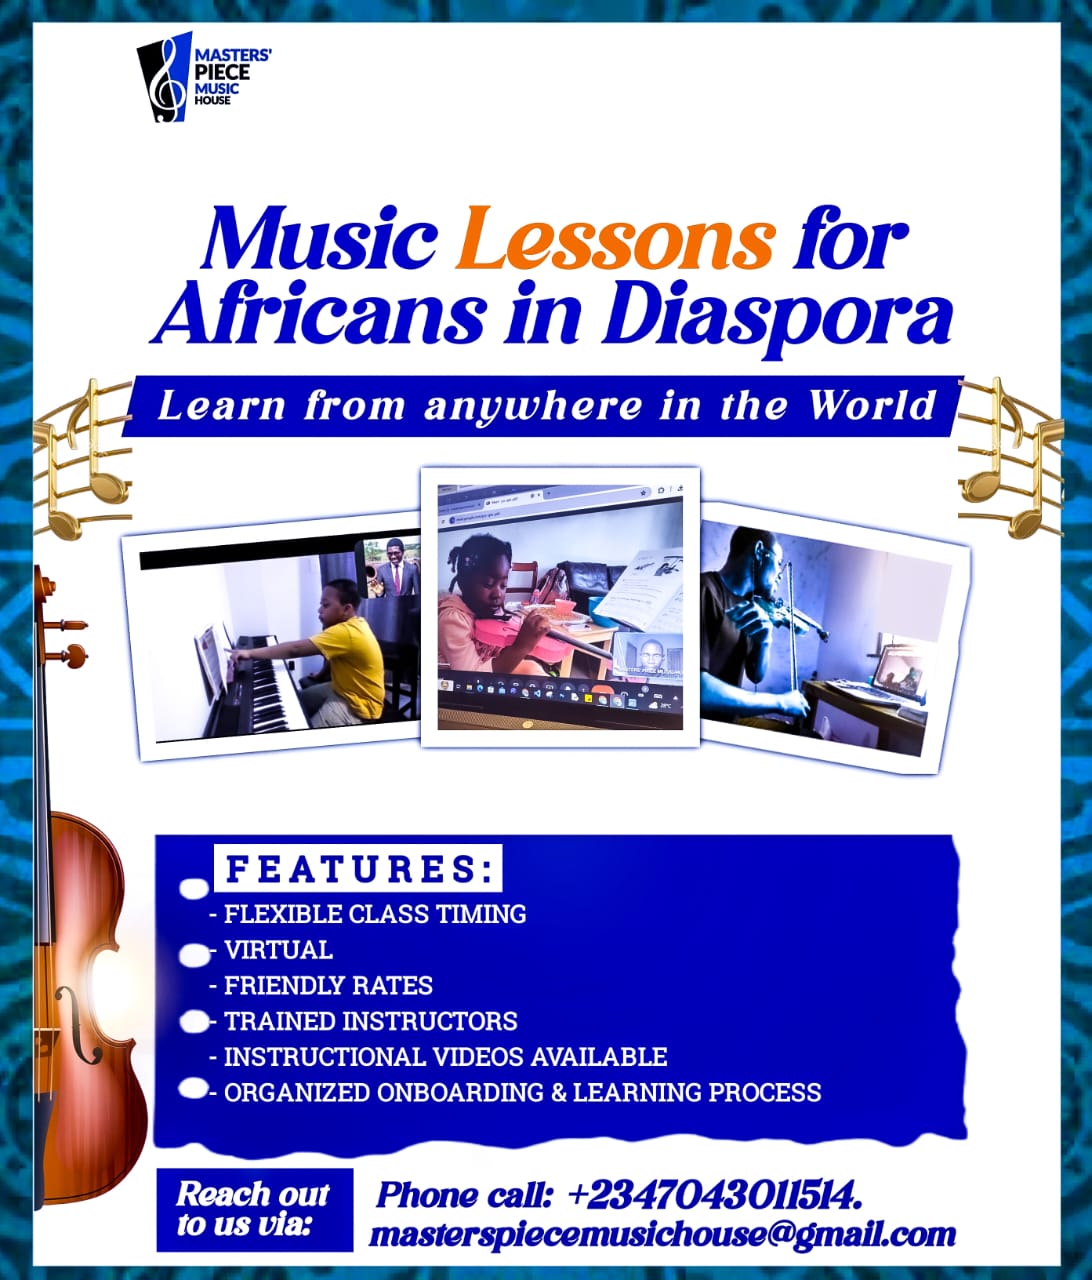 MASTERS'
PIECE
MUSIC
HOUSE
Music Lessons for
Africans in Diaspora
Learn from anywhere in the World
FEATURES:
- FLEXIBLE CLASS TIMING
- VIRTUAL
- FRIENDLY RATES
- TRAINED INSTRUCTORS
- INSTRUCTIONAL VIDEOS AVAILABLE
- ORGANIZED ONBOARDING & LEARNING PROCESS
Reach out
to us via:
Phone call: +2347043011514.
masterspiecemusichouse@gmail.com